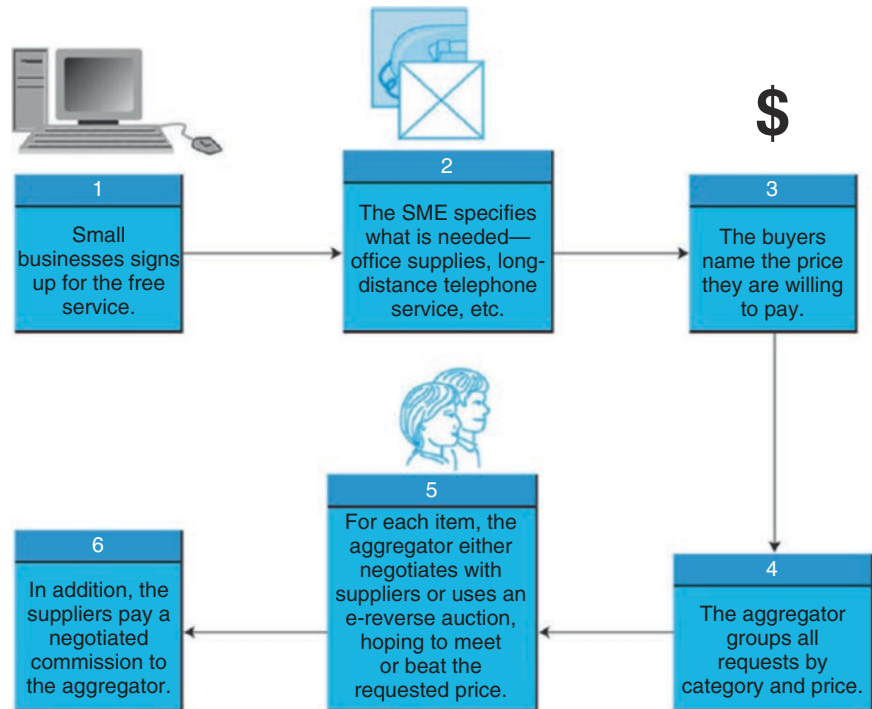 1
Small
businesses signs
up for the free
service.
2
The SME specifies
what is needed—
office supplies, long-
distance telephone
service, etc.
$
3
The buyers
name the price
they are willing
to pay.
4
The aggregator
groups all
requests by
category and price.
5
For each item, the
aggregator either
negotiates with
suppliers or uses an
e-reverse auction,
hoping to meet
or beat the
requested price.
6
In addition, the
suppliers pay a
negotiated
commission to
the aggregator.